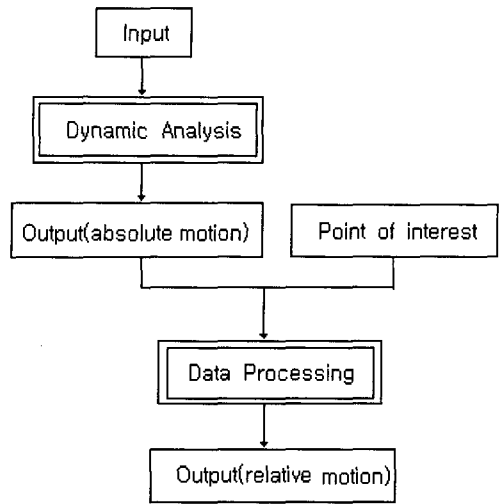 Input
Dynamic Analysis
Output(absolute motion)
Point of interest
Data Processing
Output(relative motion)